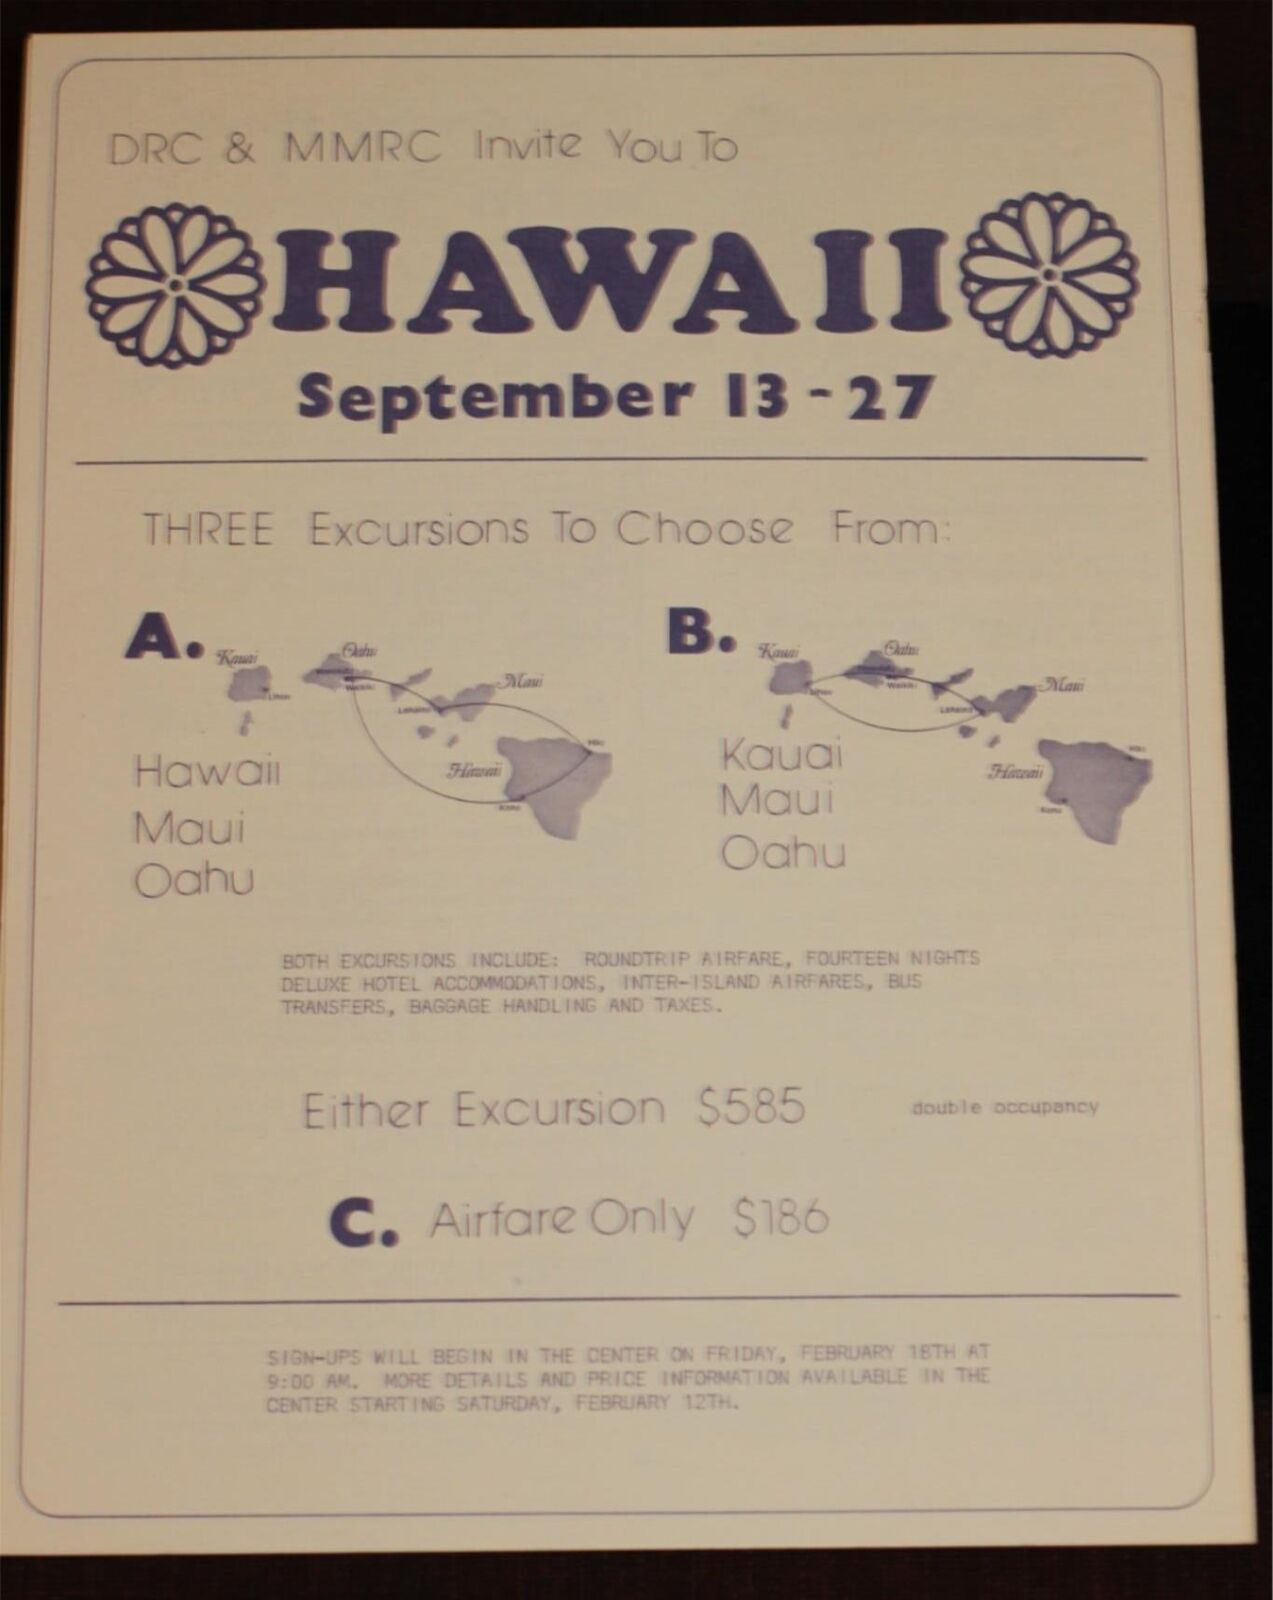 DRC & MMRC Invite You To
HAWAII
September 13-27
THREE Excursions To Choose From:
A.
Kauai
Oahu
Maui
Lahaina
Hawaii
Hawaii
Maui
Oahu
B.
Kauai
Oahu
Maui
Lahaina
Hawaii
Kauai
Maui
Oahu
BOTH EXCURSIONS INCLUDE: ROUNDTRIP AIRFARE, FOURTEEN NIGHTS
DELUXE HOTEL ACCOMMODATIONS, INTER-ISLAND AIRFARES, BUS
TRANSFERS, BAGGAGE HANDLING AND TAXES.
Either Excursion $585 double occupancy
C. Airfare Only $186
SIGN-UPS WILL BEGIN IN THE CENTER ON FRIDAY, FEBRUARY 18TH AT
9:00 AM. MORE DETAILS AND PRICE INFORMATION AVAILABLE IN THE
CENTER STARTING SATURDAY, FEBRUARY 12TH.